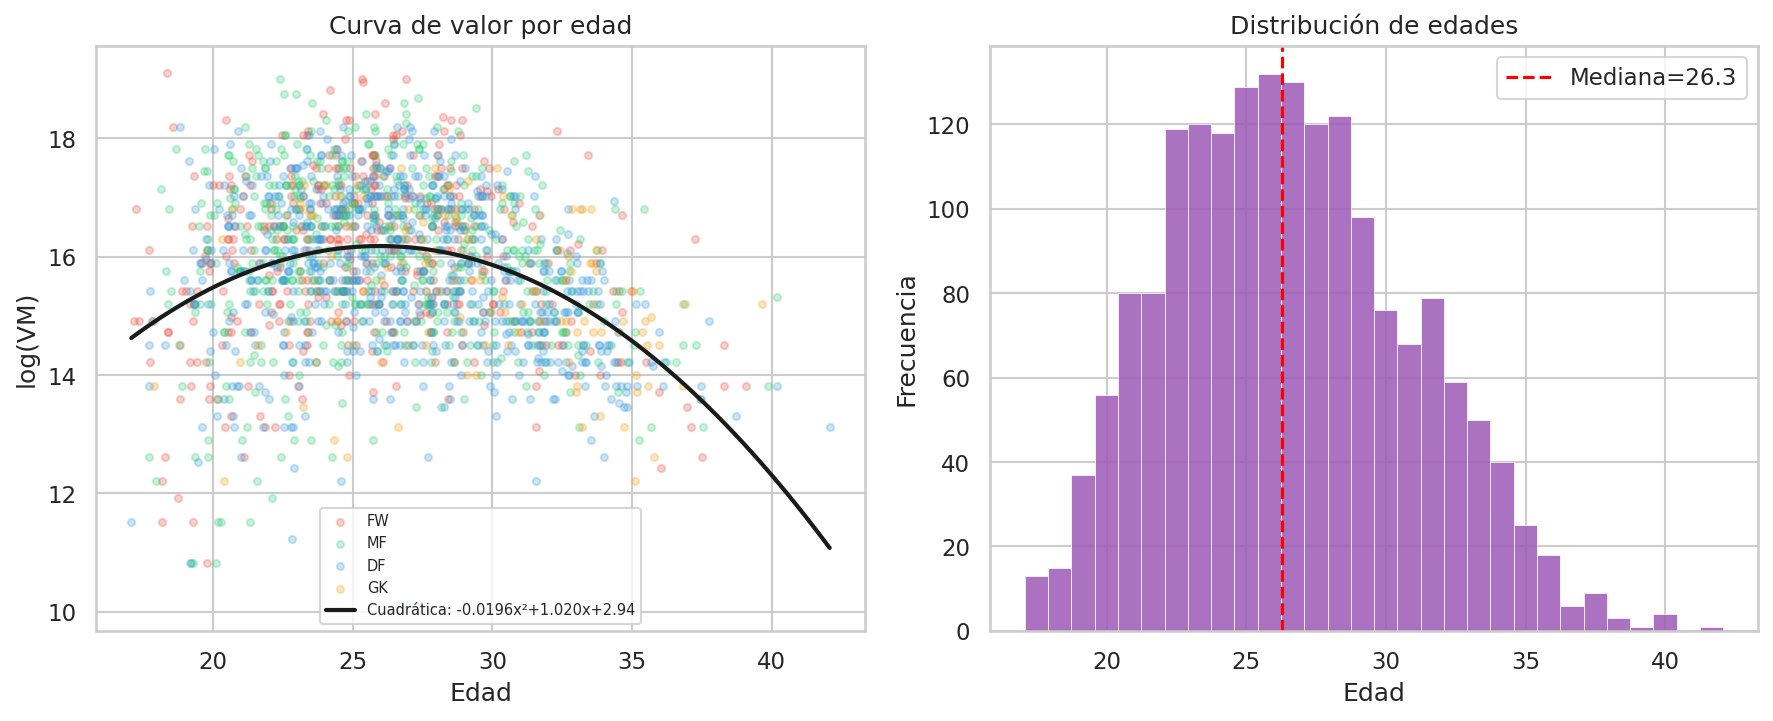 Curva de valor por edad
log(VM)
18
16
14
12
10
FW
MF
DF
GK
Cuadrática: -0.0196x²+1.020x+2.94
20 25 30 35 40
Edad
Distribución de edades
Frecuencia
120
100
80
60
40
20
0
Mediana=26.3
20 25 30 35 40
Edad